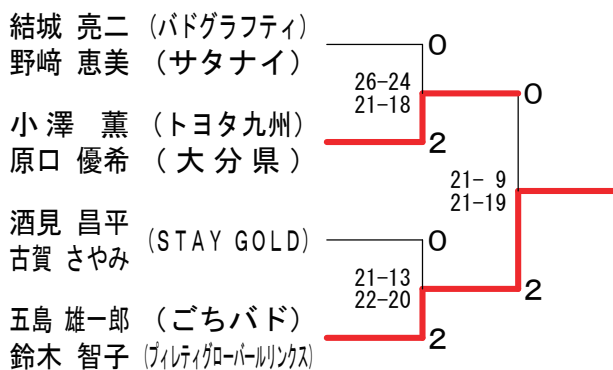 結城 亮二 (バドグラフティ)
野﨑 恵美 (サタナイ)
0
26-24
21-18
0
小澤 薫 (トヨタ九州)
原口 優希 (大分県)
2
21- 9
21-19
酒見 昌平
古賀 さやみ
(STAY GOLD)
0
21-13
22-20
2
五島 雄一郎 (ごちバド)
鈴木 智子 (プィレティグローバールリンクス)
2